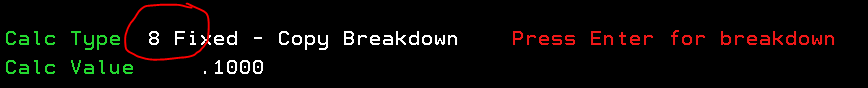 Calc Type 8 Fixed - Copy Breakdown Press Enter for breakdown
Calc Value .1000